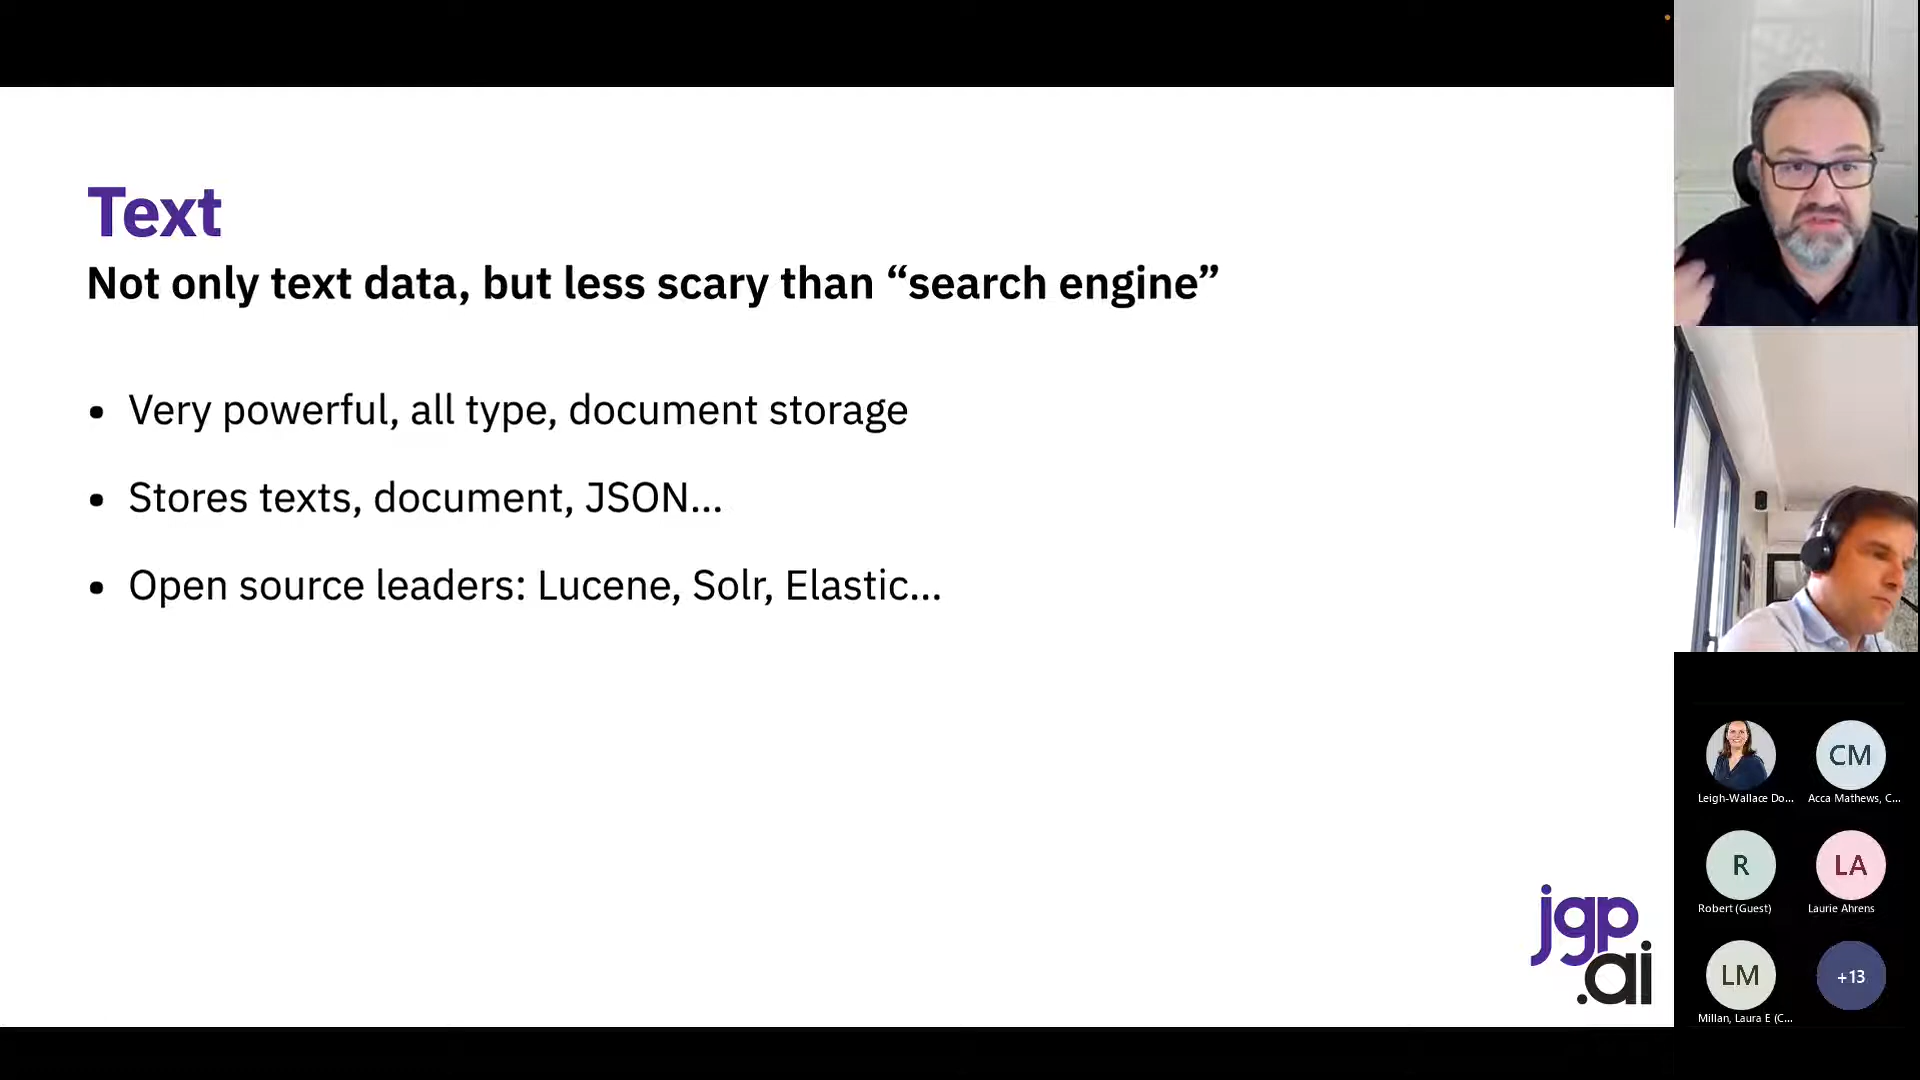 Text
Not only text data, but less scary than “search engine”
• Very powerful, all type, document storage
• Stores texts, document, JSON...
• Open source leaders: Lucene, Solr, Elastic...
jgp
.ai
CM
Leigh-Wallace Do...
Acca Mathews, C...
R
LA
Robert (Guest)
Laurie Ahrens
LM
+13
Millan, Laura E (C...